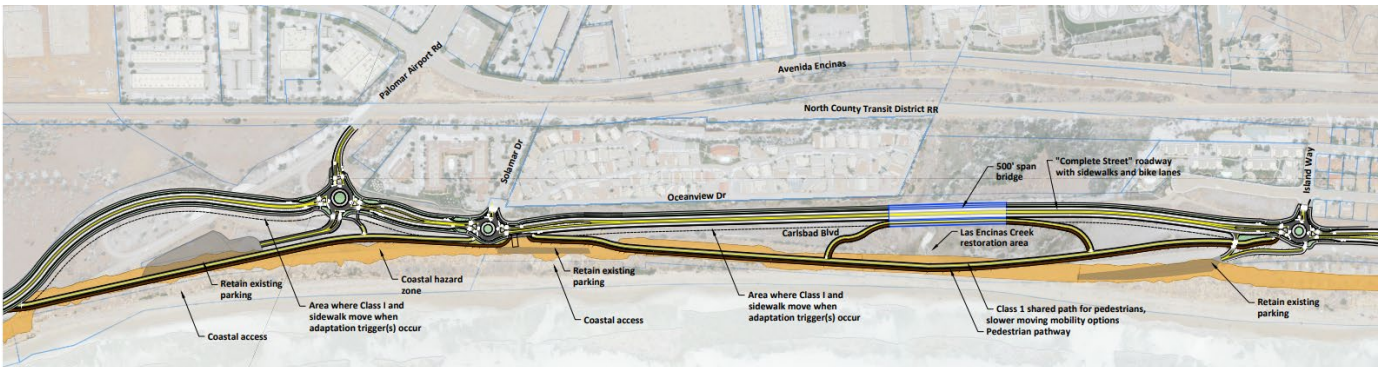 Palomar Airport Rd
Avenida Encinas
North County Transit District RR
Solamar Dr
500' span
bridge
"Complete Street" roadway
with sidewalks and bike lanes
Island Way
Oceanview Dr
Carlsbad Blvd
Las Encinas Creek
restoration area
Retain existing
parking
Coastal hazard
zone
Retain existing
parking
Coastal access
Area where Class I and
sidewalk move when
adaptation trigger(s) occur
Coastal access
Area where Class I and
sidewalk move when
adaptation trigger(s) occur
Class 1 shared path for pedestrians,
slower moving mobility options
Pedestrian pathway
Retain existing
parking